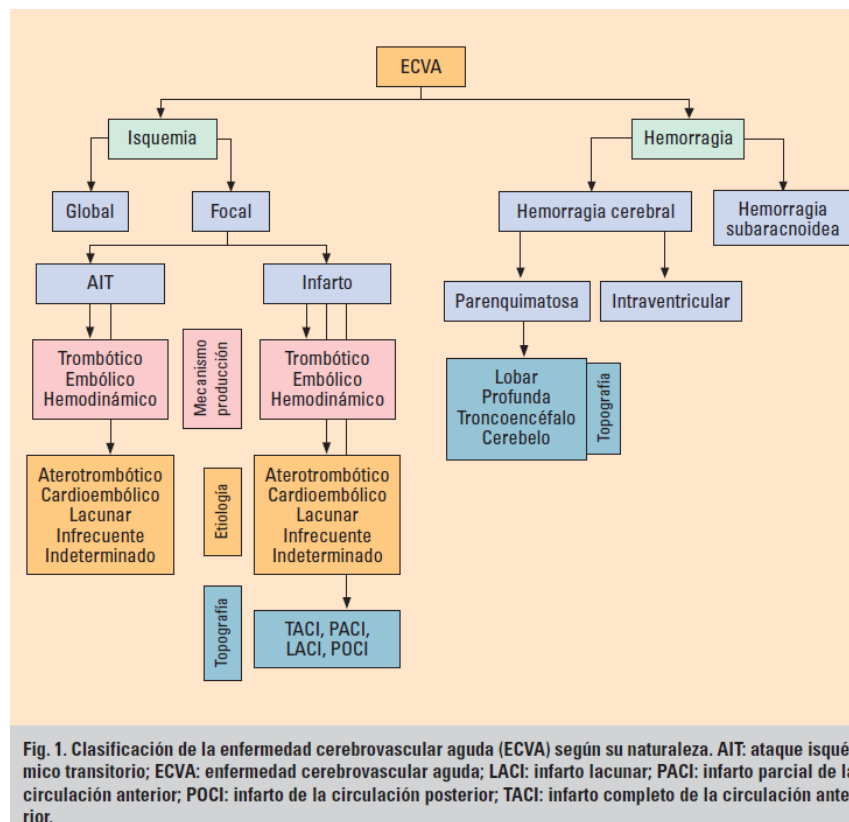 ECVA
Isquemia
Hemorragia
Global
Focal
Hemorragia cerebral
Hemorragia
subaracnoidea
AIT
Infarto
Parenquimatosa
Intraventricular
Trombótico
Embólico
Hemodinámico
Mecanismo
producción
Trombótico
Embólico
Hemodinámico
Lobar
Profunda
Troncoencéfalo
Cerebelo
Topografía
Aterotrombótico
Cardioembólico
Lacunar
Infrecuente
Indeterminado
Etiología
Aterotrombótico
Cardioembólico
Lacunar
Infrecuente
Indeterminado
Topografía
TACI, PACI,
LACI, POCI
Fig. 1. Clasificación de la enfermedad cerebrovascular aguda (ECVA) según su naturaleza. AIT: ataque isqué-
mico transitorio; ECVA: enfermedad cerebrovascular aguda; LACI: infarto lacunar; PACI: infarto parcial de la
circulación anterior; POCI: infarto de la circulación posterior; TACI: infarto completo de la circulación ante-
rior.